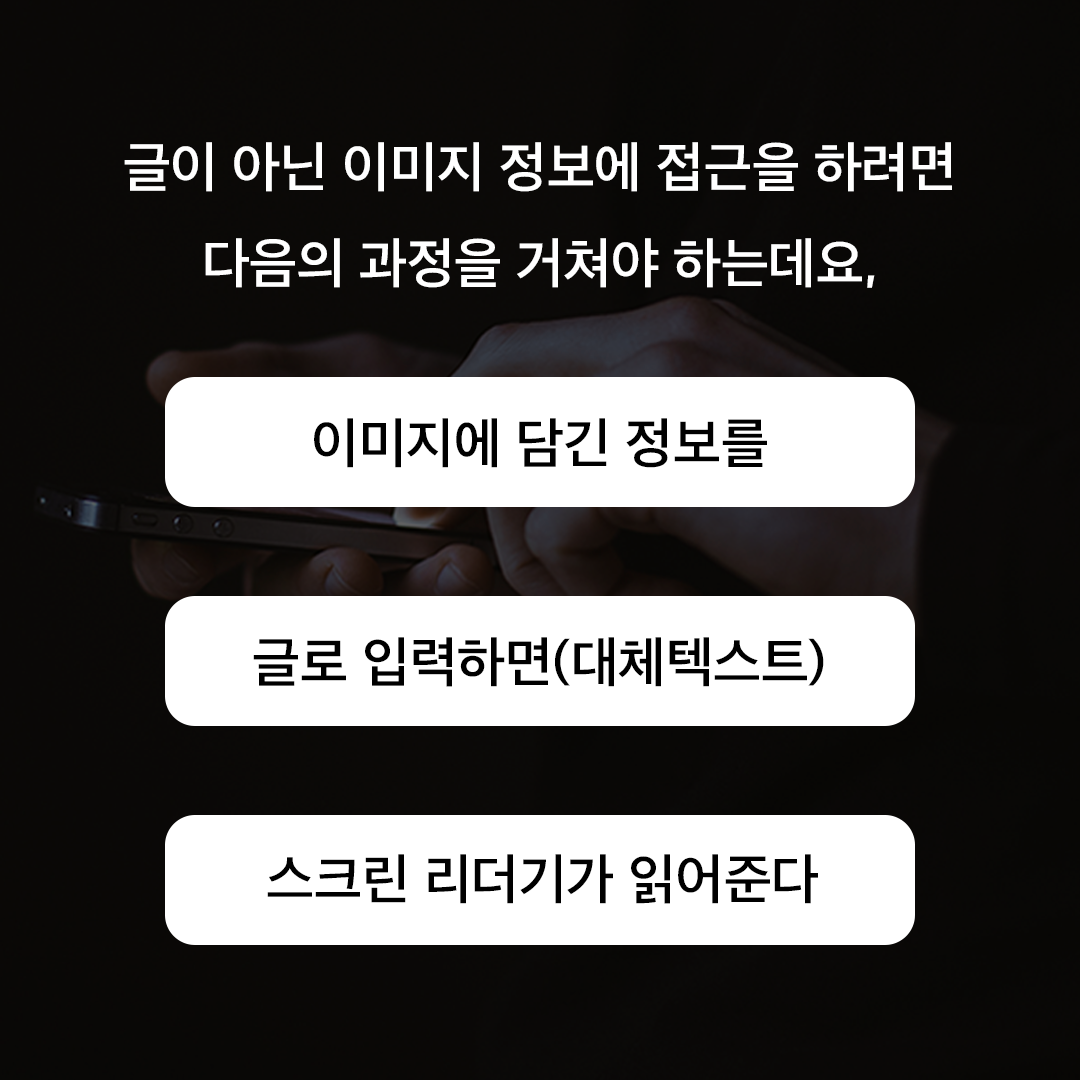 글이 아닌 이미지 정보에 접근을 하려면
다음의 과정을 거쳐야 하는데요,
이미지에 담긴 정보를
글로 입력하면(대체텍스트)
스크린 리더기가 읽어준다